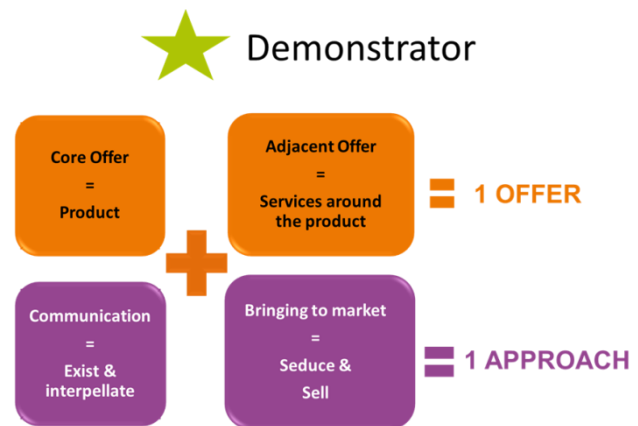 Demonstrator
Core Offer
=
Product
Adjacent Offer
=
Services around
the product
= 1 OFFER
Communication
=
Exist &
interpellate
Bringing to market
=
Seduce &
Sell
= 1 APPROACH